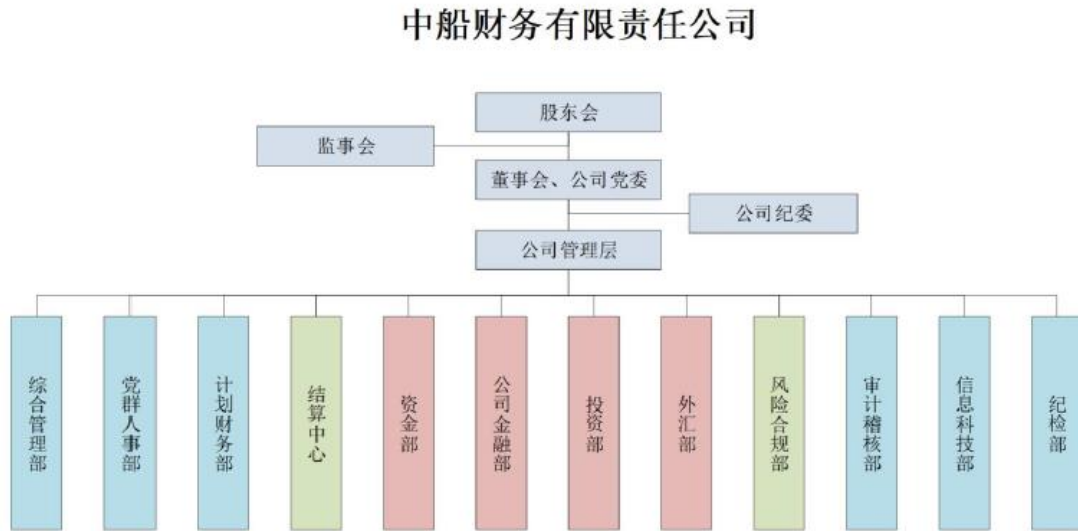 中船财务有限责任公司
股东会
监事会
董事会、公司党委
公司纪委
公司管理层
综合管理部
党群人事部
计划财务部
结算中心
资金部
公司金融部
投资部
外汇部
风险合规部
审计稽核部
信息科技部
纪检部